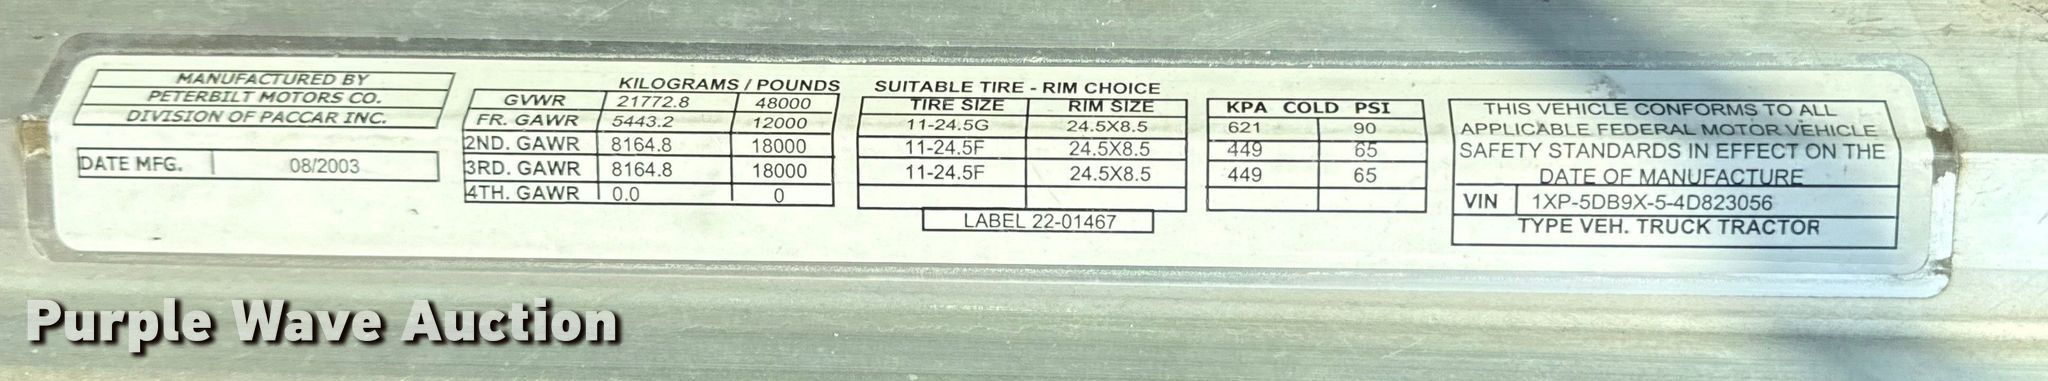 MANUFACTURED BY
PETERBILT MOTORS CO.
DIVISION OF PACCAR INC.
DATE MFG. 08/2003
KILOGRAMS / POUNDS
GVWR 21772.8 48000
FR. GAWR 5443.2 12000
2ND. GAWR 8164.8 18000
3RD. GAWR 8164.8 18000
4TH. GAWR 0.0 0
SUITABLE TIRE - RIM CHOICE
TIRE SIZE RIM SIZE
11-24.5G 24.5X8.5
11-24.5F 24.5X8.5
11-24.5F 24.5X8.5
LABEL 22-01467
KPA COLD PSI
621 90
449 65
449 65
THIS VEHICLE CONFORMS TO ALL
APPLICABLE FEDERAL MOTOR VEHICLE
SAFETY STANDARDS IN EFFECT ON THE
DATE OF MANUFACTURE
VIN 1XP-5DB9X-5-4D823056
TYPE VEH. TRUCK TRACTOR
Purple Wave Auction